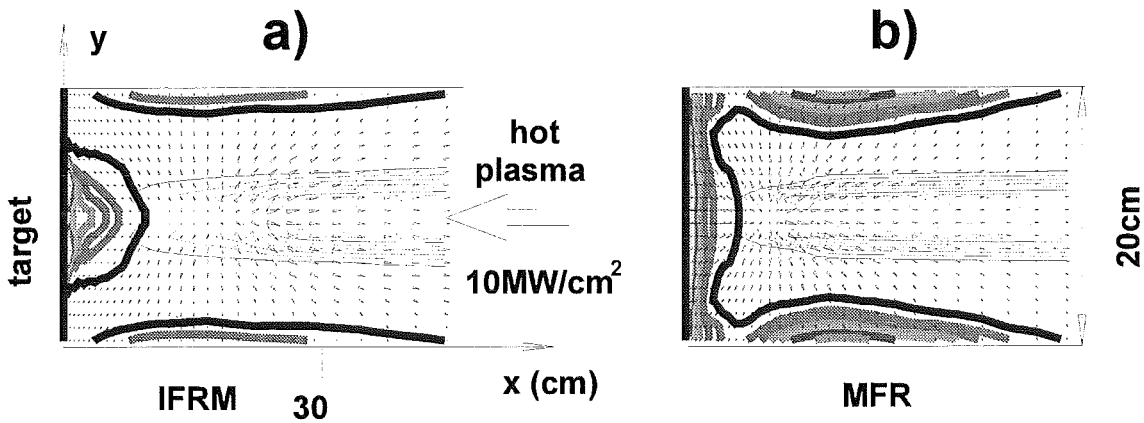 a)
b)
y
hot
plasma
target
10MW/cm²
20cm
x (cm)
IFRM
30
MFR